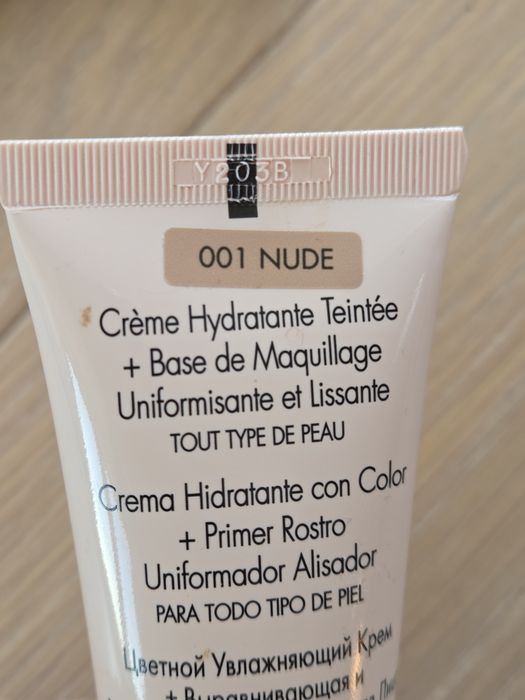 Y203B
001 NUDE
Crème Hydratante Teintée
+ Base de Maquillage
Uniformisante et Lissante
TOUT TYPE DE PEAU
Crema Hidratante con Color
+ Primer Rostro
Uniformador Alisador
PARA TODO TIPO DE PIEL
Цветной Увлажняющий Крем
+ Выравнивающая и